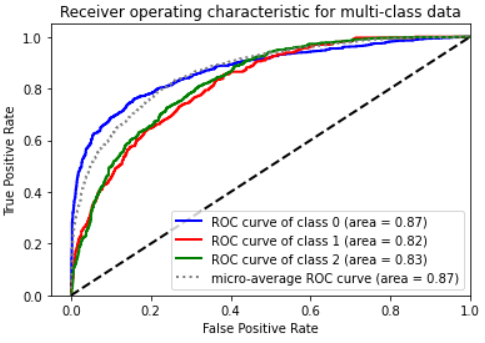 Receiver operating characteristic for multi-class data
True Positive Rate
1.0
0.8
0.6
0.4
0.2
0.0
ROC curve of class 0 (area = 0.87)
ROC curve of class 1 (area = 0.82)
ROC curve of class 2 (area = 0.83)
micro-average ROC curve (area = 0.87)
0.0 0.2 0.4 0.6 0.8 1.0
False Positive Rate